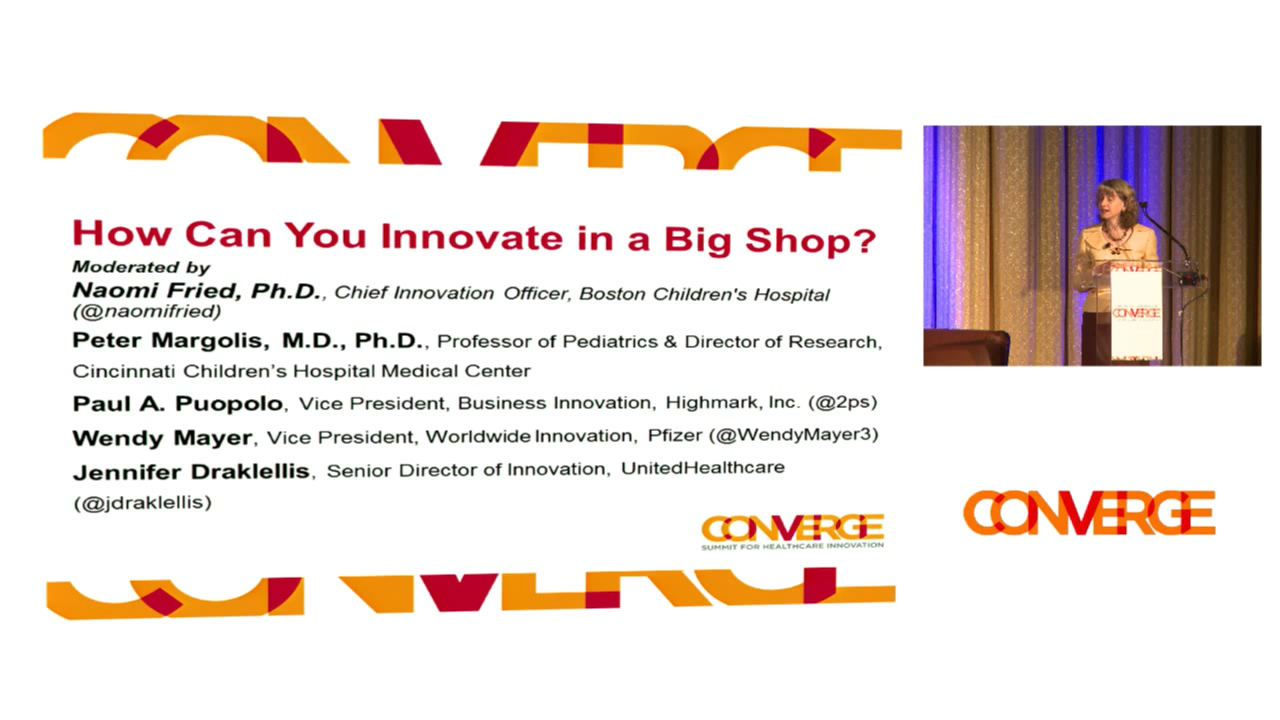 How Can You Innovate in a Big Shop?
Moderated by
Naomi Fried, Ph.D., Chief Innovation Officer, Boston Children's Hospital
(@naomifried)
Peter Margolis, M.D., Ph.D., Professor of Pediatrics & Director of Research,
Cincinnati Children's Hospital Medical Center
Paul A. Puopolo, Vice President, Business Innovation, Highmark, Inc. (@2ps)
Wendy Mayer, Vice President, Worldwide Innovation, Pfizer (@WendyMayer3)
Jennifer Draklellis, Senior Director of Innovation, UnitedHealthcare
(@jdraklellis)
CONVERGE
SUMMIT FOR HEALTHCARE INNOVATION
CONVERGE
CONVERGE